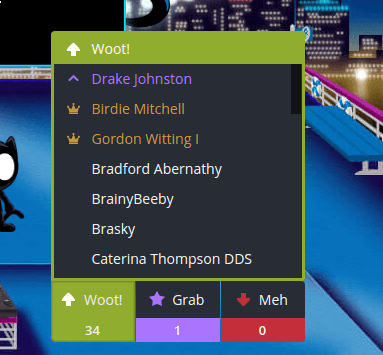 Woot!
Drake Johnston
Birdie Mitchell
Gordon Witting I
Bradford Abernathy
BrainyBeeby
Brasky
Caterina Thompson DDS
Woot! Grab Meh
34 1 0